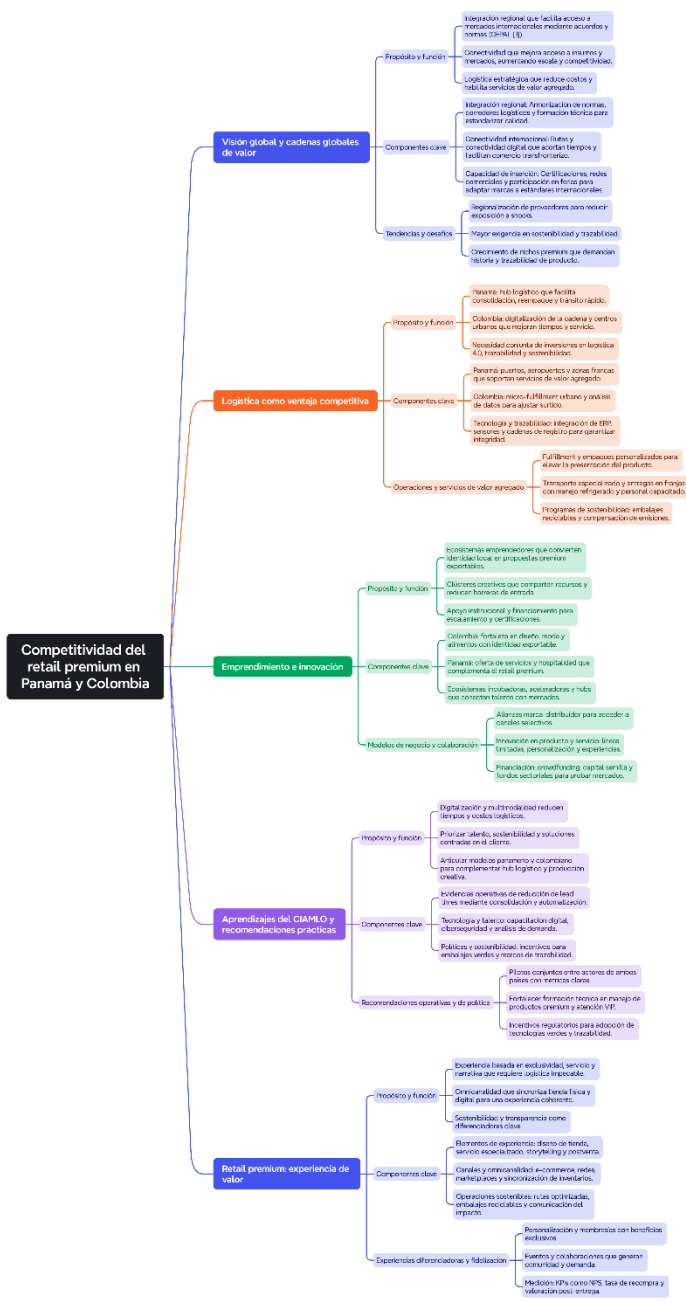 Competitividad del
retail premium en
Panamá y Colombia
Visión global y cadenas globales
de valor
Propósito y función
Integración regional que facilita acceso a
mercados internacionales mediante acuerdos y
normas (CEPAL [1])
Conectividad que mejora acceso a insumos y
mercados, aumentando escala y competitividad.
Logística estratégica que reduce costos y
habilita servicios de valor agregado.
Componentes clave
Integración regional: Armonización de normas,
corredores logísticos y formación técnica para
estandarizar calidad.
Conectividad internacional: Rutas y
conectividad digital que acortan tiempos y
facilitan comercio transfronterizo.
Capacidad de inserción: Certificaciones, redes
comerciales y participación en ferias para
adaptar marcas a estándares internacionales.
Tendencias y desafíos
Regionalización de proveedores para reducir
exposición a shocks.
Mayor exigencia en sostenibilidad y trazabilidad.
Crecimiento de nichos premium que demandan
historia y trazabilidad de producto.
Logística como ventaja competitiva
Propósito y función
Panamá: hub logístico que facilita
consolidación, reempaque y tránsito rápido.
Colombia: digitalización de la cadena y centros
urbanos que mejoran tiempos y servicio.
Necesidad conjunta de inversiones en logística
4.0, trazabilidad y sostenibilidad.
Componentes clave
Panamá: puertos, aeropuertos y zonas francas
que soportan servicios de valor agregado.
Colombia: micro-fulfillment urbano y análisis
de datos para ajustar surtido.
Tecnología y trazabilidad: integración de ERP,
sensores y cadenas de registro para garantizar
integridad.
Operaciones y servicios de valor agregado
Fulfillment y empaques personalizados para
elevar la presentación del producto.
Transporte especializado y entregas en franjas
con manejo refrigerado y personal capacitado.
Programas de sostenibilidad: embalajes
reciclables y compensación de emisiones.
Emprendimiento e innovación
Propósito y función
Ecosistemas emprendedores que convierten
identidad local en propuestas premium
exportables.
Clústeres creativos que comparten recursos y
reducen barreras de entrada.
Apoyo institucional y financiamiento para
escalamiento y certificaciones.
Componentes clave
Colombia: fortaleza en diseño, moda y
alimentos con identidad exportable.
Panamá: oferta de servicios y hospitalidad que
complementa el retail premium.
Ecosistemas: incubadoras, aceleradoras y hubs
que conectan talento con mercados.
Modelos de negocio y colaboración
Alianzas marca-distribuidor para acceder a
canales selectivos.
Innovación en producto y servicio: líneas
limitadas, personalización y experiencias.
Financiación: crowdfunding, capital semilla y
fondos sectoriales para probar mercados.
Aprendizajes del CIAMLO y
recomendaciones prácticas
Propósito y función
Digitalización y multimodalidad reducen
tiempos y costos logísticos.
Priorizar talento, sostenibilidad y soluciones
centradas en el cliente.
Articular modelos panameño y colombiano
para complementar hub logístico y producción
creativa.
Componentes clave
Evidencias operativas de reducción de lead
times mediante consolidación y automatización.
Tecnología y talento: capacitación digital,
ciberseguridad y análisis de demanda.
Políticas y sostenibilidad: incentivos para
embalajes verdes y marcos de trazabilidad.
Recomendaciones operativas y de política
Pilotos conjuntos entre actores de ambos
países con métricas claras.
Fortalecer formación técnica en manejo de
productos premium y atención VIP.
Incentivos regulatorios para adopción de
tecnologías verdes y trazabilidad.
Retail premium: experiencia de
valor
Propósito y función
Experiencia basada en exclusividad, servicio y
narrativa que requiere logística impecable.
Omnicanalidad que sincroniza tienda física y
digital para una experiencia coherente.
Sostenibilidad y transparencia como
diferenciadores clave.
Componentes clave
Elementos de experiencia: diseño de tienda,
servicio especializado, storytelling y postventa.
Canales y omnicanalidad: e-commerce, redes,
marketplaces y sincronización de inventarios.
Operaciones sostenibles: rutas optimizadas,
embalajes reciclables y comunicación del
impacto.
Experiencias diferenciadoras y fidelización
Personalización y membresías con beneficios
exclusivos.
Eventos y colaboraciones que generan
comunidad y demanda.
Medición: KPIs como NPS, tasa de recompra y
valoración post-entrega.